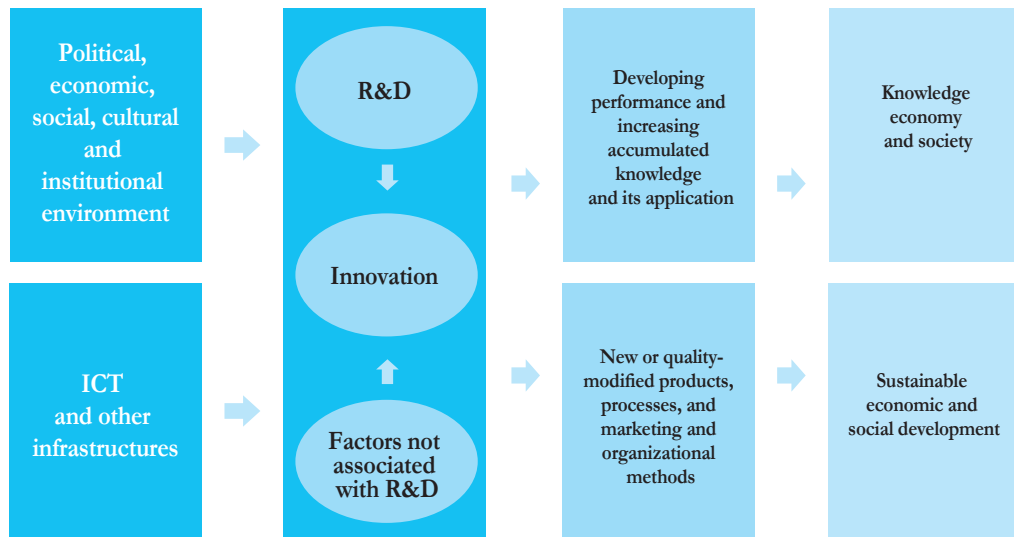 Political,
economic,
social, cultural
and
institutional
environment
ICT
and other
infrastructures
R&D
Innovation
Factors not
associated
with R&D
Developing
performance and
increasing
accumulated
knowledge
and its application
New or quality-
modified products,
processes, and
marketing and
organizational
methods
Knowledge
economy
and society
Sustainable
economic and
social development